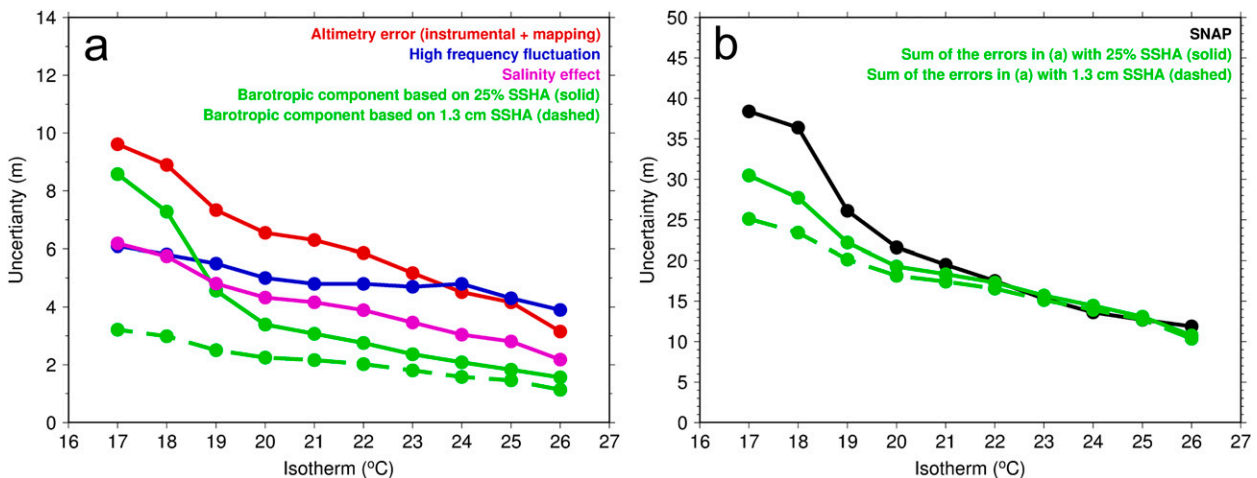 a
Altimetry error (instrumental + mapping)
High frequency fluctuation
Salinity effect
Barotropic component based on 25% SSHA (solid)
Barotropic component based on 1.3 cm SSHA (dashed)
14
12
10
8
6
4
2
0
Uncertianty (m)
16 17 18 19 20 21 22 23 24 25 26 27
Isotherm (ºC)
b
SNAP
Sum of the errors in (a) with 25% SSHA (solid)
Sum of the errors in (a) with 1.3 cm SSHA (dashed)
50
45
40
35
30
25
20
15
10
5
0
Uncertainty (m)
16 17 18 19 20 21 22 23 24 25 26 27
Isotherm (ºC)